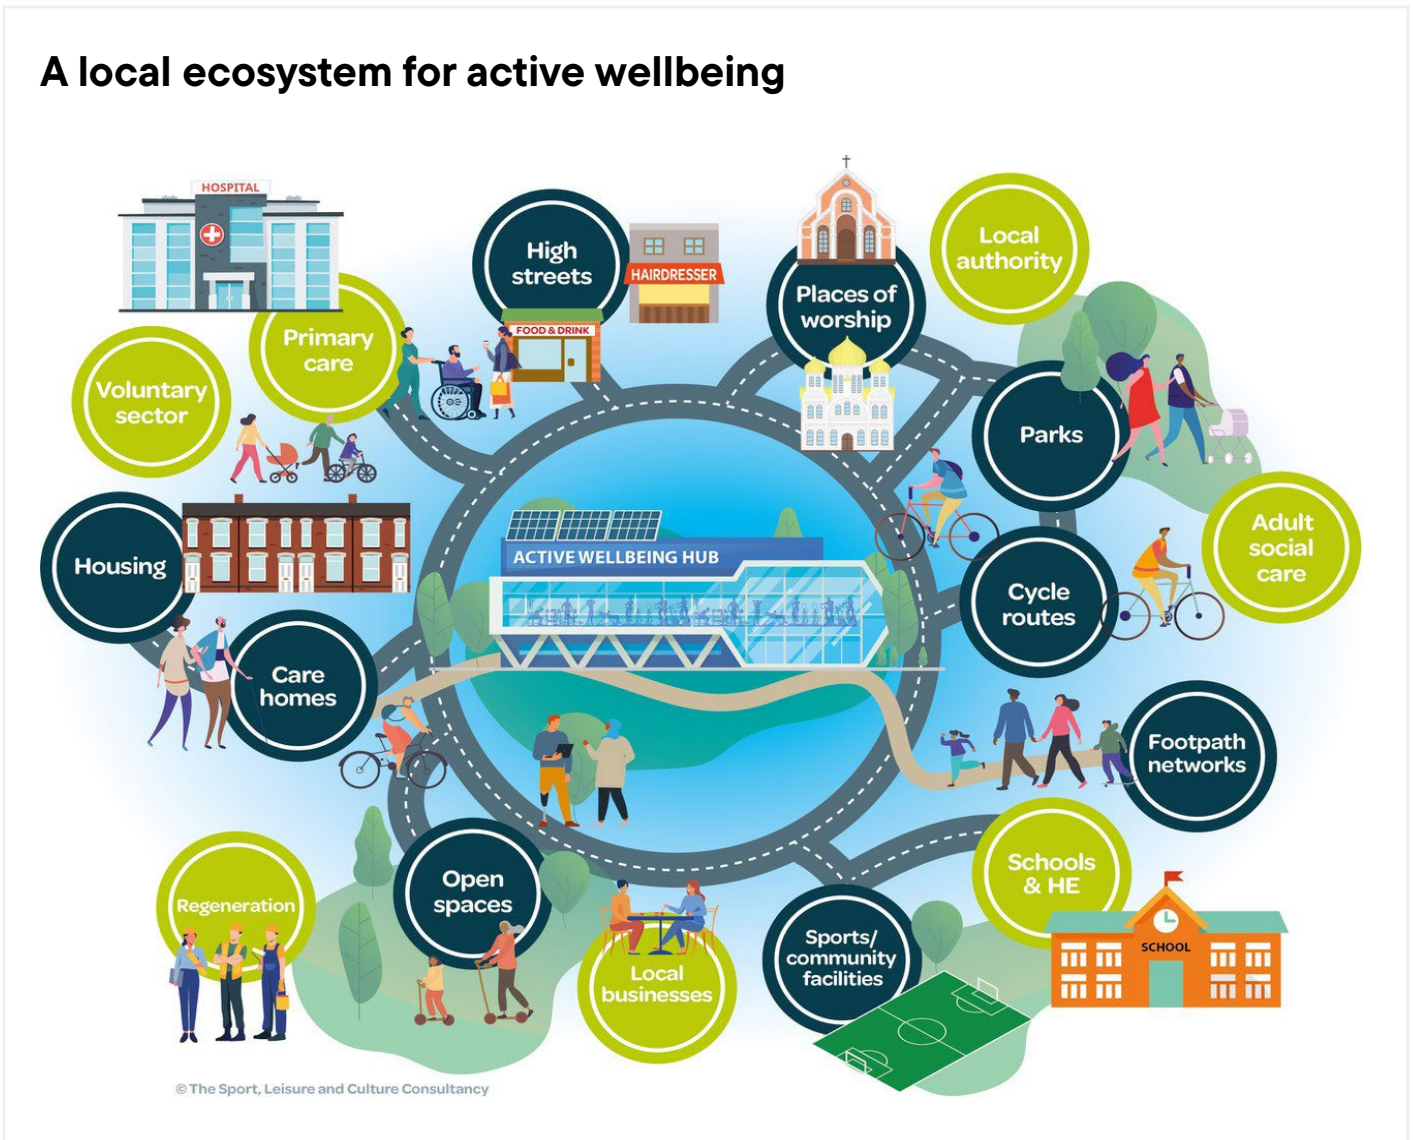 A local ecosystem for active wellbeing
HOSPITAL
High
streets
HAIRDRESSER
FOOD & DRINK
Places of
worship
Local
authority
Primary
care
Voluntary
sector
Parks
Adult
social
care
Housing
ACTIVE WELLBEING HUB
Cycle
routes
Care
homes
Footpath
networks
Schools
& HE
SCHOOL
Open
spaces
Regeneration
Local
businesses
Sports/
community
facilities
© The Sport, Leisure and Culture Consultancy